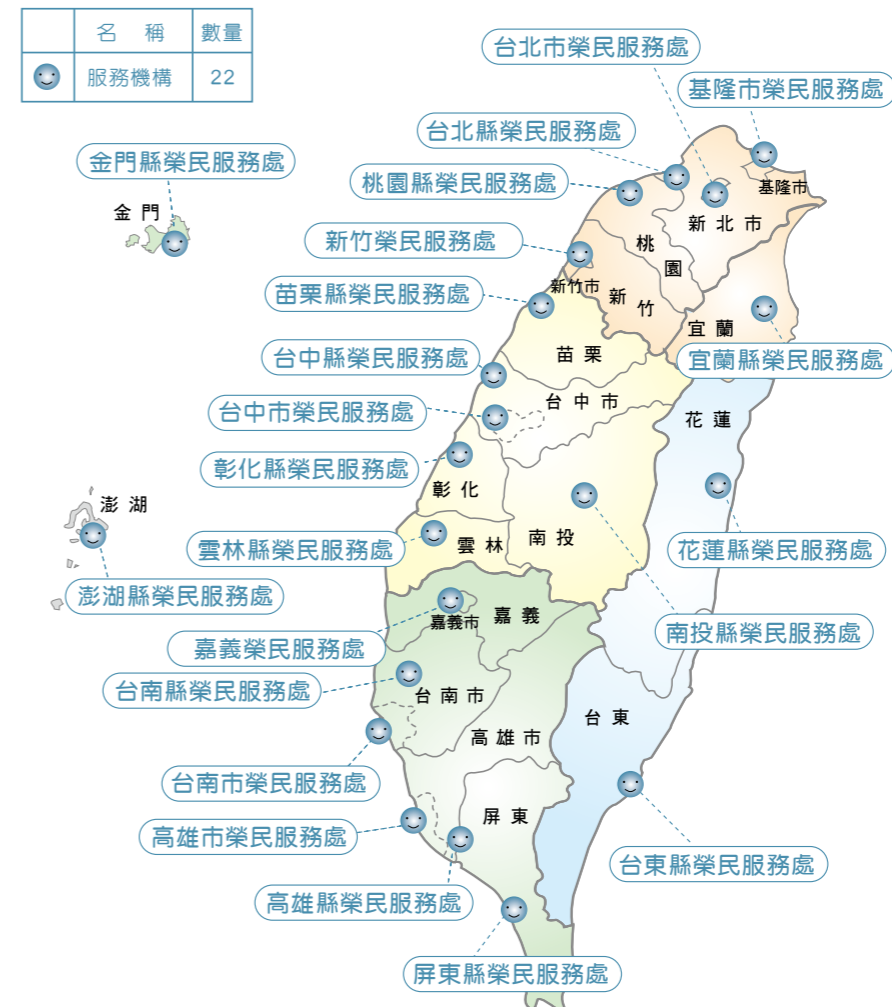 名 稱 數量
服務機構 22
台北市榮民服務處
基隆市榮民服務處
台北縣榮民服務處
金門縣榮民服務處
桃園縣榮民服務處
基隆市
金門
新北市
新竹榮民服務處
桃園
新竹市
苗栗縣榮民服務處
新竹
宜蘭
苗栗
台中縣榮民服務處
宜蘭縣榮民服務處
台中市
台中市榮民服務處
花蓮
彰化縣榮民服務處
彰化
澎湖
雲林縣榮民服務處
雲林
南投
花蓮縣榮民服務處
澎湖縣榮民服務處
嘉義
嘉義市
南投縣榮民服務處
嘉義榮民服務處
台南縣榮民服務處
台南市
台東
高雄市
台南市榮民服務處
屏東
高雄市榮民服務處
台東縣榮民服務處
高雄縣榮民服務處
屏東縣榮民服務處